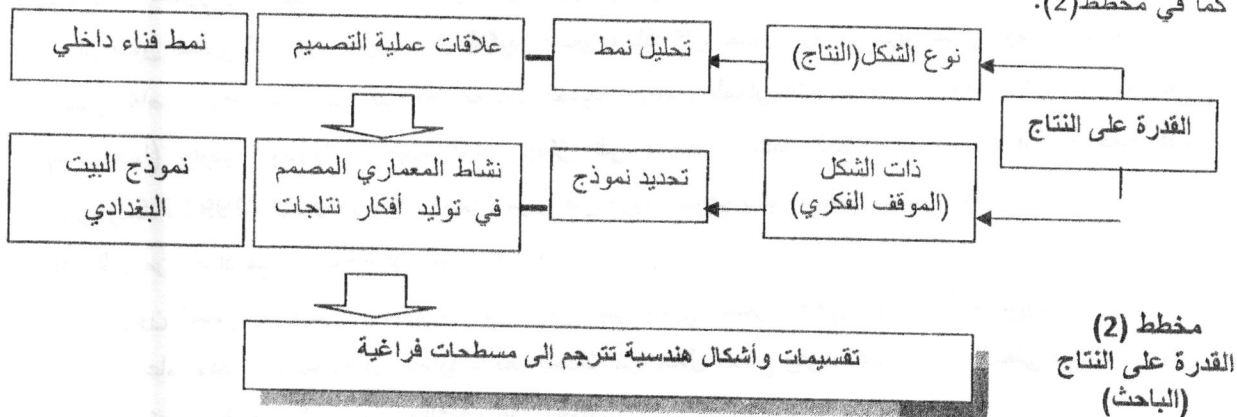 كما في مخطط(2).
القدرة على النتاج
نوع الشكل(النتاج)
تحليل نمط
علاقات عملية التصميم
نمط فناء داخلي
ذات الشكل
(الموقف الفكري)
تحديد نموذج
نشاط المعماري المصمم
في توليد أفكار نتاجات
نموذج البيت
البغدادي
تقسيمات وأشكال هندسية تترجم إلى مسطحات فراغية
مخطط (2)
القدرة على النتاج
(الباحث)